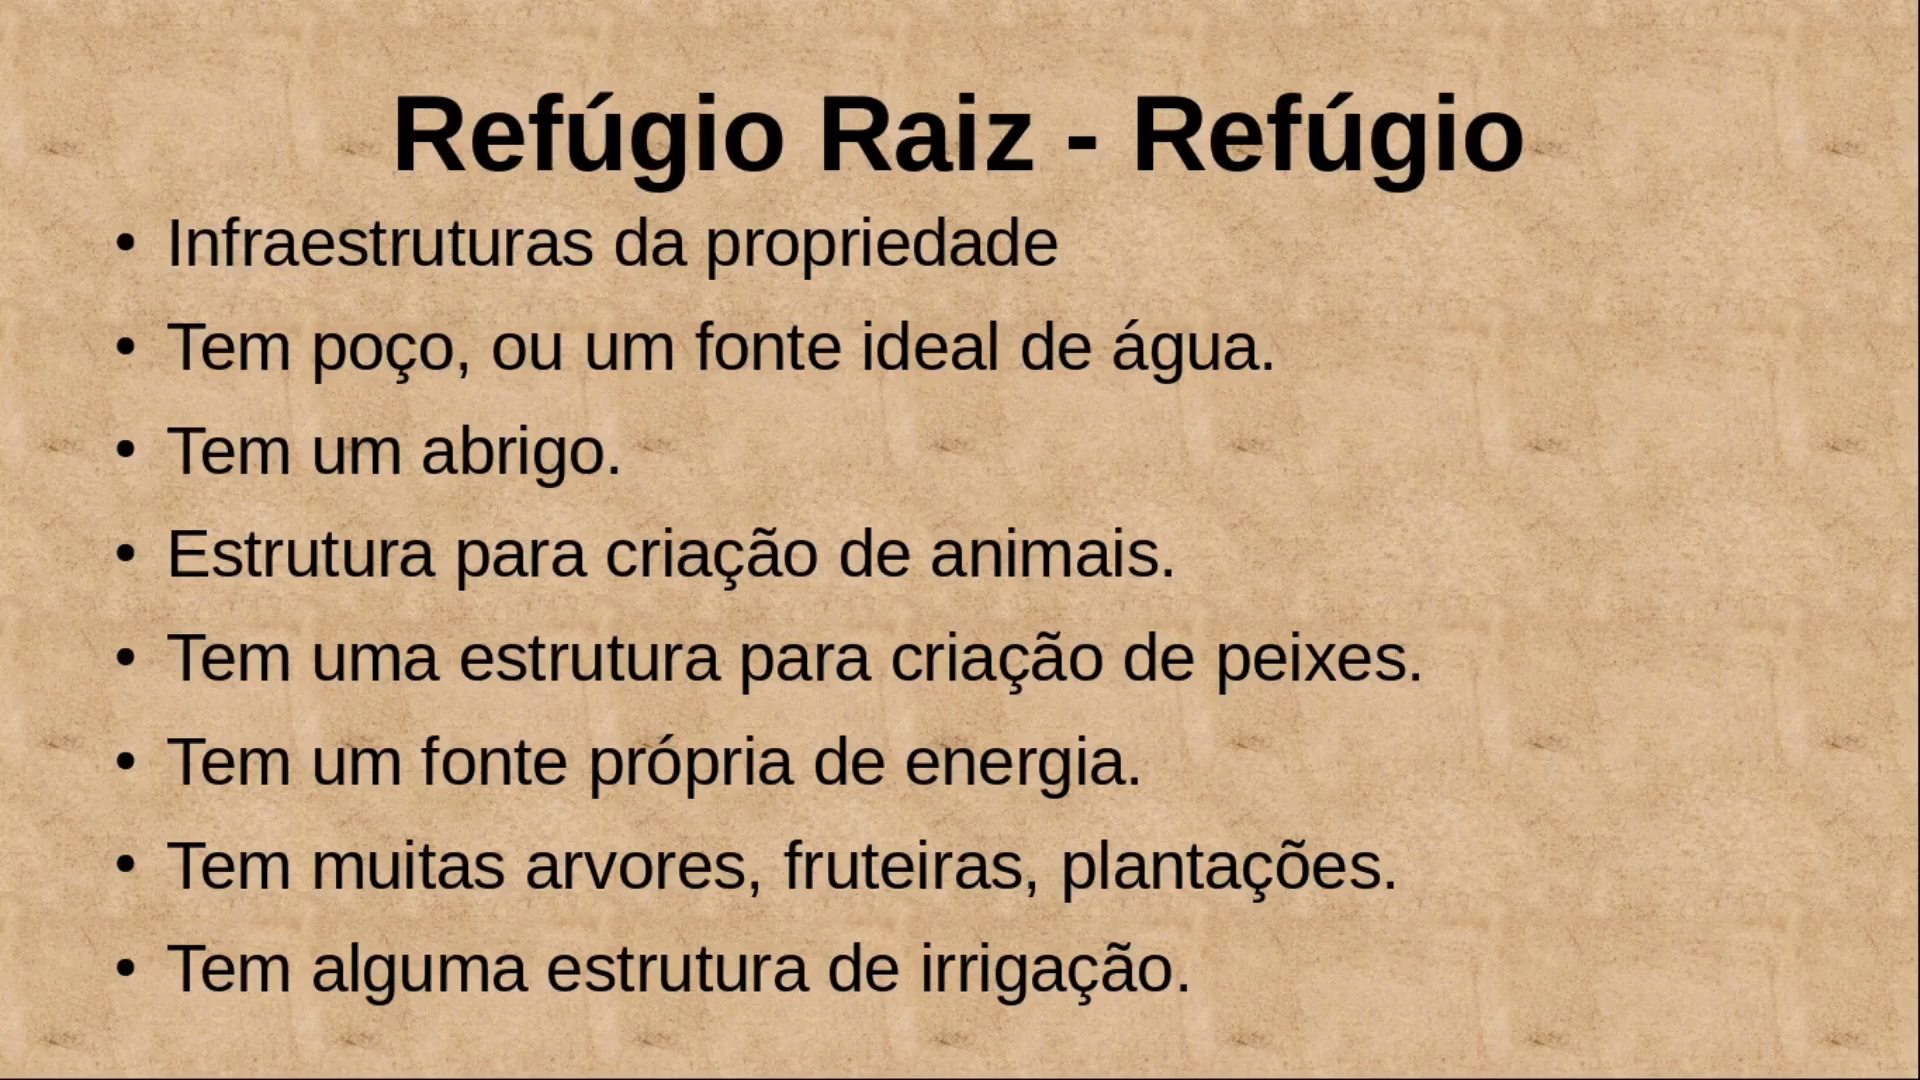 Refúgio Raiz - Refúgio
• Infraestruturas da propriedade
• Tem poço, ou um fonte ideal de água.
• Tem um abrigo.
• Estrutura para criação de animais.
• Tem uma estrutura para criação de peixes.
• Tem um fonte própria de energia.
• Tem muitas arvores, fruteiras, plantações.
• Tem alguma estrutura de irrigação.